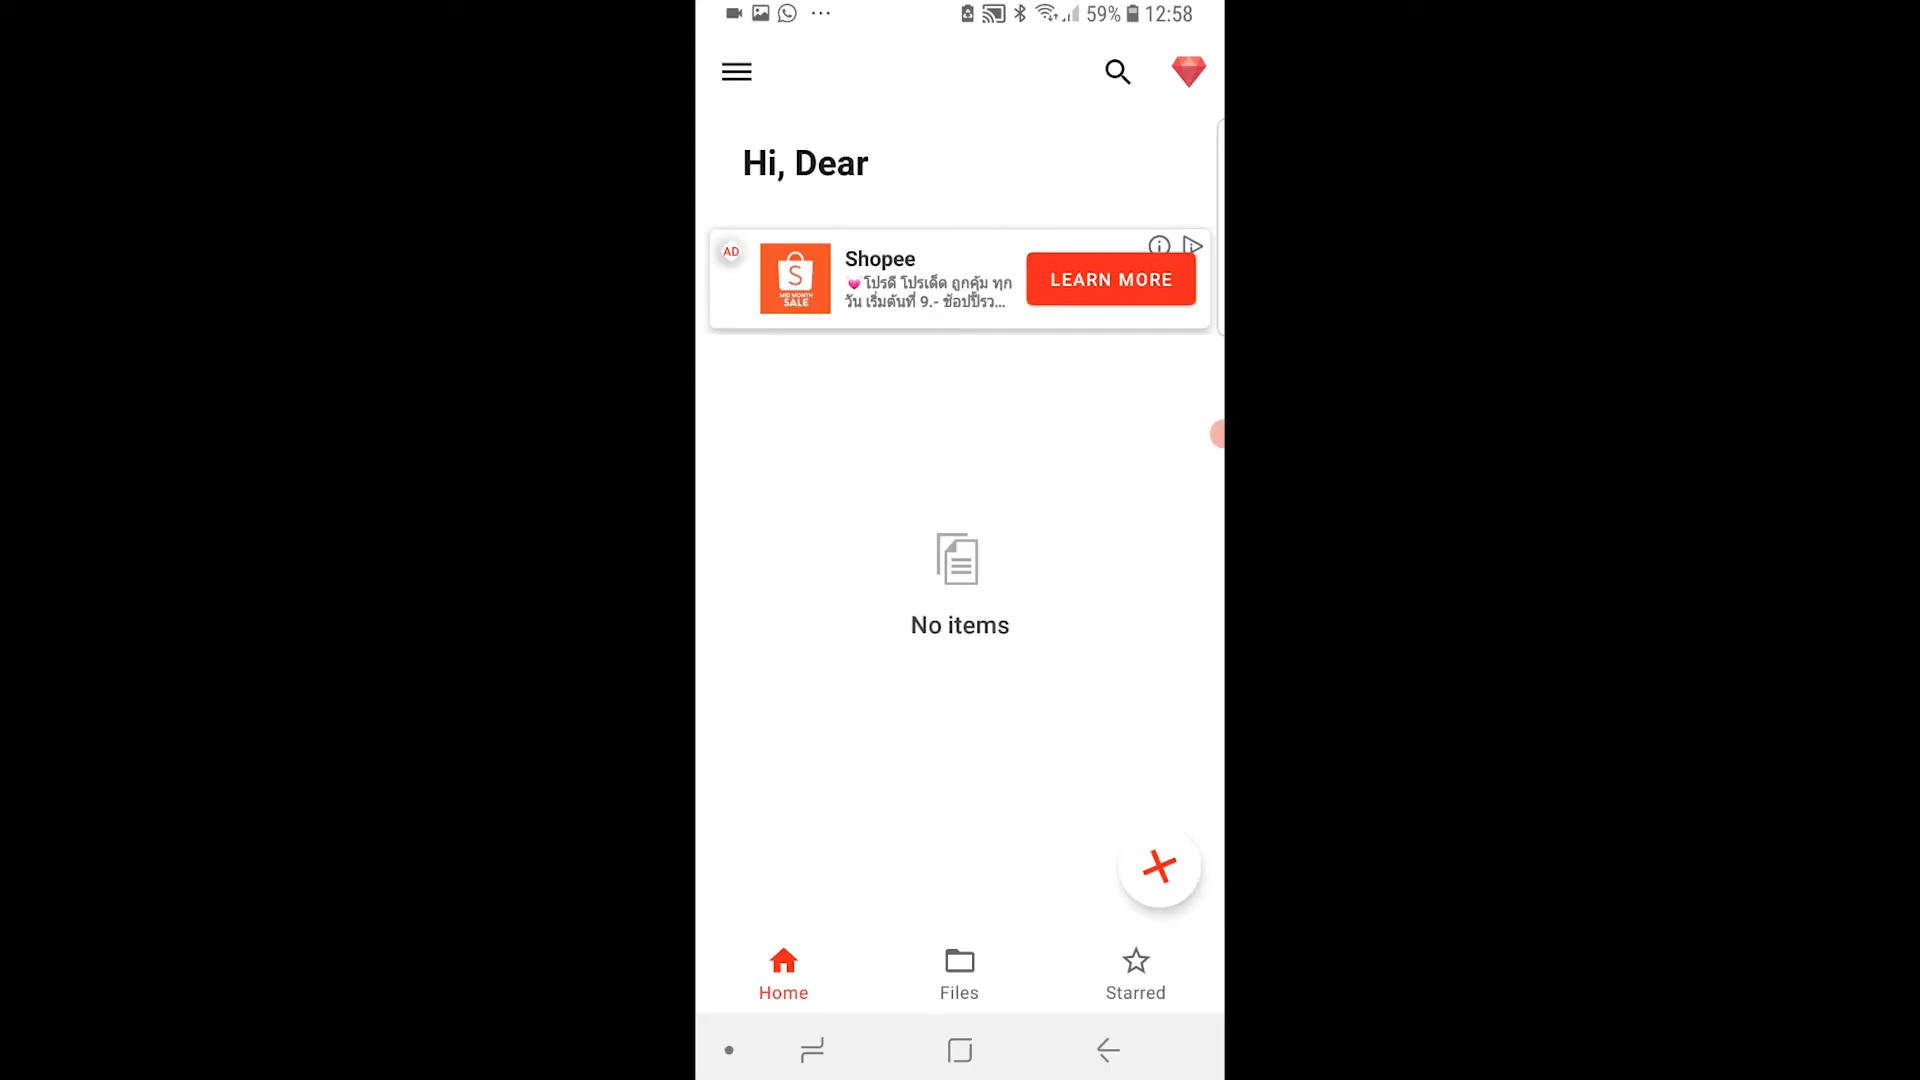 59% 12:58
Hi, Dear
AD
Shopee
💓โปรดี โปรเด็ด ถูกคุ้ม ทุก
วัน เริ่มต้นที่ 9.- ช้อปปี้รว...
LEARN MORE
S
MID MONTH
SALE
No items
Home
Files
Starred